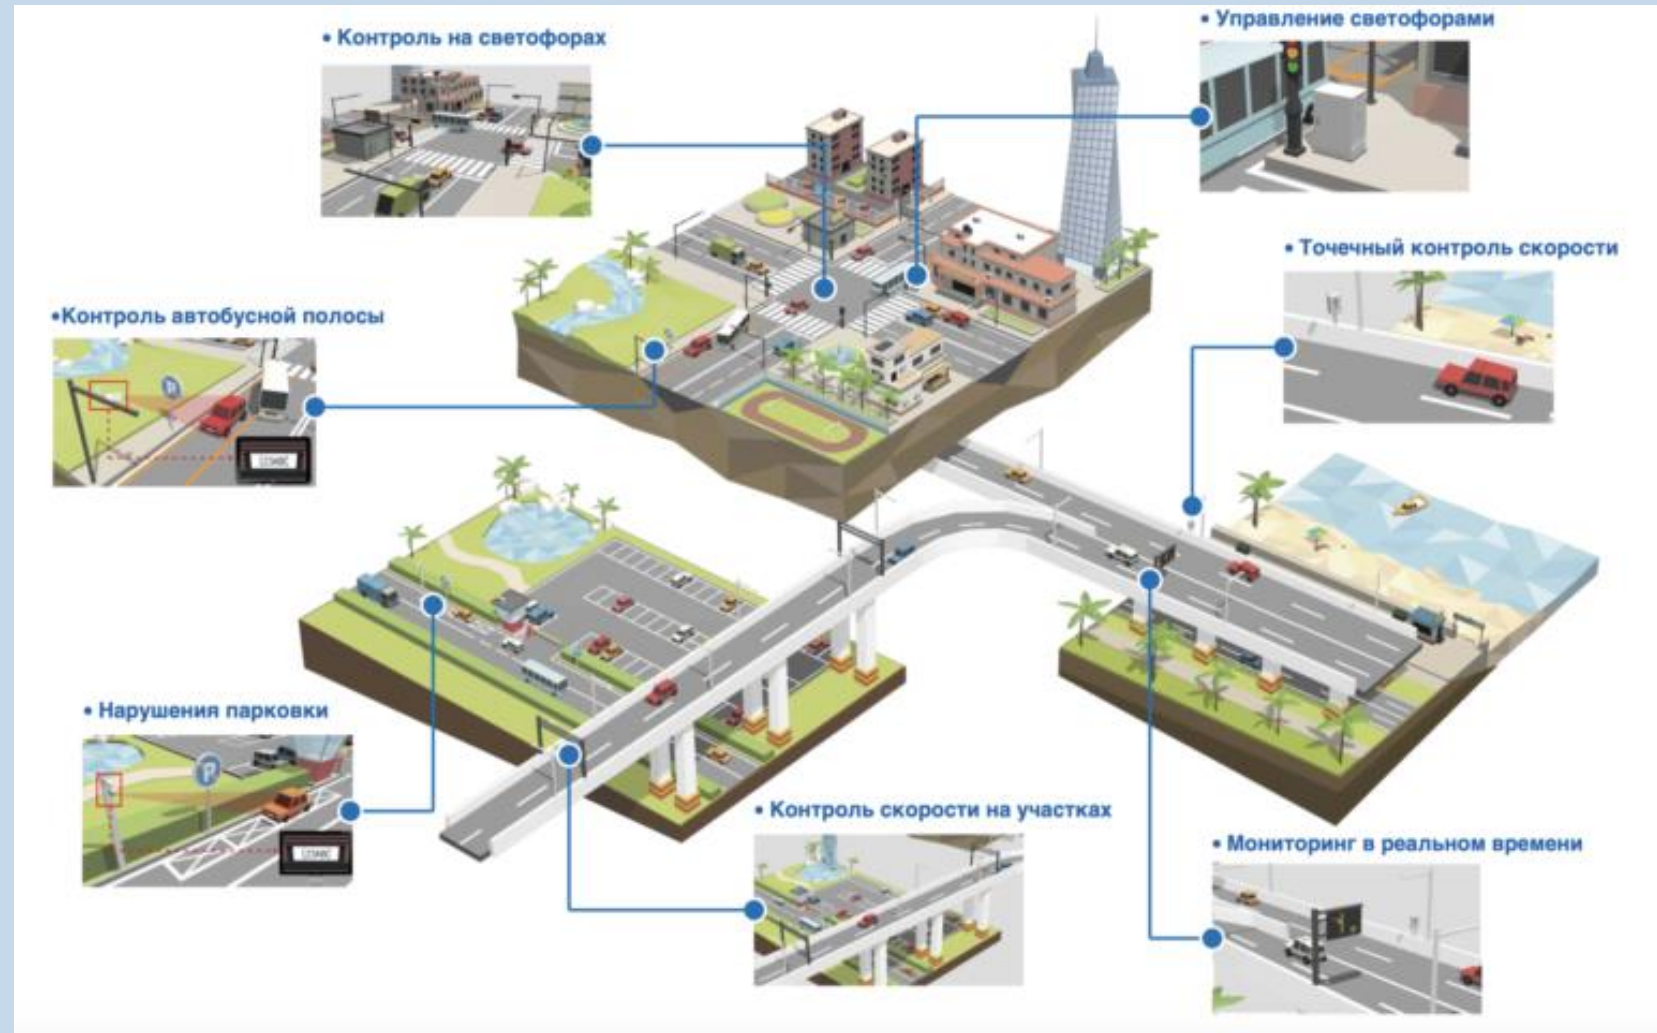 • Контроль на светофорах
• Управление светофорами
• Точечный контроль скорости
•Контроль автобусной полосы
• Нарушения парковки
P
• Контроль скорости на участках
• Мониторинг в реальном времени